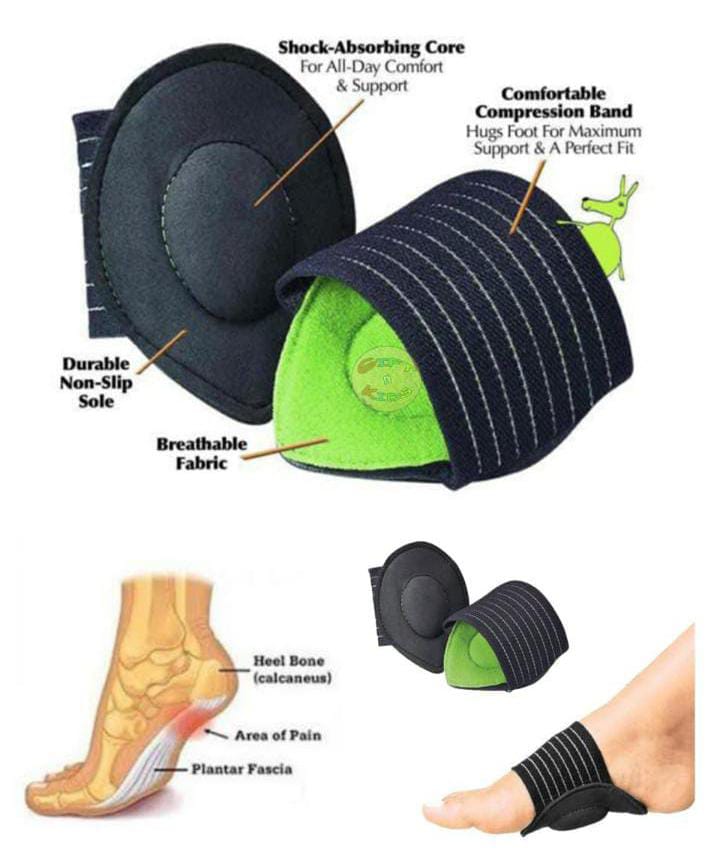 Shock-Absorbing Core
For All-Day Comfort
& Support
Comfortable
Compression Band
Hugs Foot For Maximum
Support & A Perfect Fit
Durable
Non-Slip
Sole
Breathable
Fabric
Heel Bone
(calcaneus)
Area of Pain
Plantar Fascia